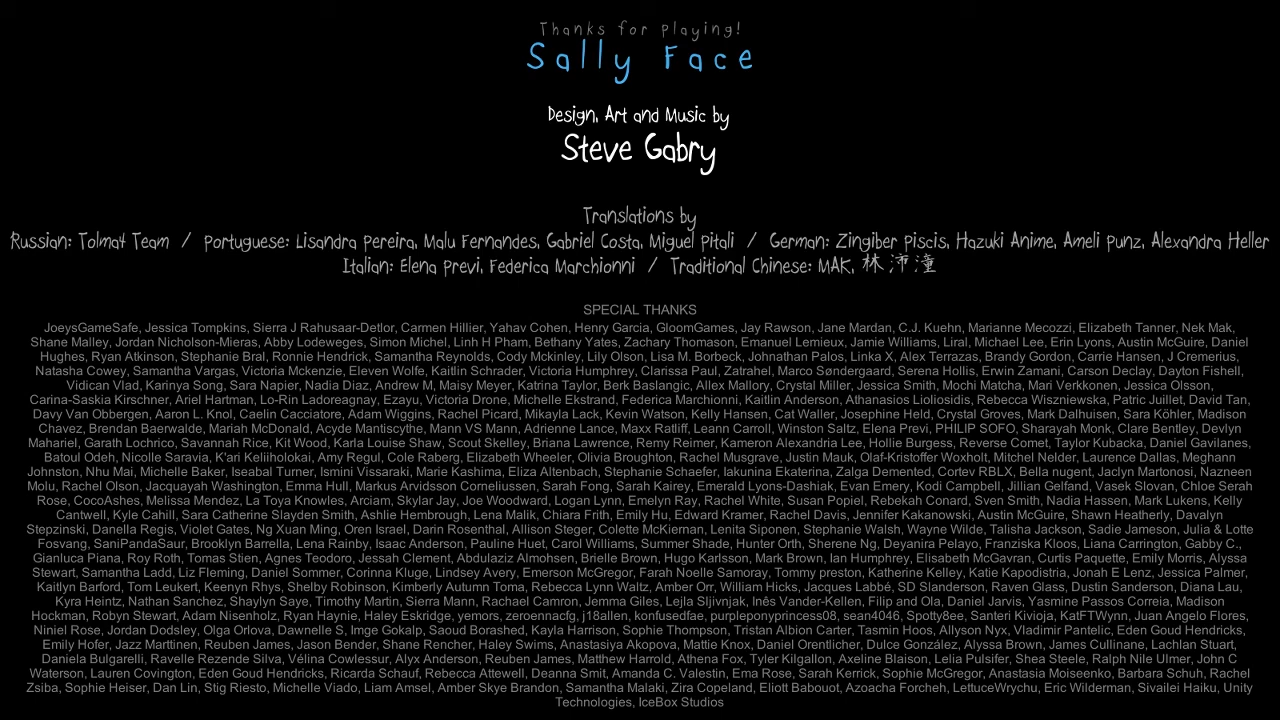 Thanks for playing!
Sally Face
Design, Art and Music by
Steve Gabry
Translations by
Russian: Tolma4 Team / Portuguese: Lisandra Pereira, Malu Fernandes, Gabriel Costa, Miguel Pitali / German: Zingiber Piscis, Hazuki Anime, Ameli Punz, Alexandra Heller
Italian: Elena Previ, Federica Marchionni / Traditional Chinese: MAK, 林沛潼
SPECIAL THANKS
JoeysGameSafe, Jessica Tompkins, Sierra J Rahusaar-Detlor, Carmen Hillier, Yahav Cohen, Henry Garcia, GloomGames, Jay Rawson, Jane Mardan, C.J. Kuehn, Marianne Mecozzi, Elizabeth Tanner, Nek Mak,
Shane Malley, Jordan Nicholson-Mieras, Abby Lodeweges, Simon Michel, Linh H Pham, Bethany Yates, Zachary Thomason, Emanuel Lemieux, Jamie Williams, Liral, Michael Lee, Erin Lyons, Austin McGuire, Daniel
Hughes, Ryan Atkinson, Stephanie Bral, Ronnie Hendrick, Samantha Reynolds, Cody Mckinley, Lily Olson, Lisa M. Borbeck, Johnathan Palos, Linka X, Alex Terrazas, Brandy Gordon, Carrie Hansen, J Cremerius,
Natasha Cowey, Samantha Vargas, Victoria Mckenzie, Eleven Wolfe, Kaitlin Schrader, Victoria Humphrey, Clarissa Paul, Zatrahel, Marco Søndergaard, Serena Hollis, Erwin Zamani, Carson Declay, Dayton Fishell,
Vidican Vlad, Karinya Song, Sara Napier, Nadia Diaz, Andrew M, Maisy Meyer, Katrina Taylor, Berk Baslangic, Allex Mallory, Crystal Miller, Jessica Smith, Mochi Matcha, Mari Verkkonen, Jessica Olsson,
Carina-Saskia Kirschner, Ariel Hartman, Lo-Rin Ladoreagnay, Ezayu, Victoria Drone, Michelle Ekstrand, Federica Marchionni, Kaitlin Anderson, Athanasios Lioliosidis, Rebecca Wiszniewska, Patric Juillet, David Tan,
Davy Van Obbergen, Aaron L. Knol, Caelin Cacciatore, Adam Wiggins, Rachel Picard, Mikayla Lack, Kevin Watson, Kelly Hansen, Cat Waller, Josephine Held, Crystal Groves, Mark Dalhuisen, Sara Köhler, Madison
Chavez, Brendan Baerwalde, Mariah McDonald, Acyde Mantiscythe, Mann VS Mann, Adrienne Lance, Maxx Ratliff, Leann Carroll, Winston Saltz, Elena Previ, PHILIP SOFO, Sharayah Monk, Clare Bentley, Devlyn
Mahariel, Garath Lochrico, Savannah Rice, Kit Wood, Karla Louise Shaw, Scout Skelley, Briana Lawrence, Remy Reimer, Kameron Alexandria Lee, Hollie Burgess, Reverse Comet, Taylor Kubacka, Daniel Gavilanes,
Batoul Odeh, Nicolle Saravia, K'ari Keliiholokai, Amy Regul, Cole Raberg, Elizabeth Wheeler, Olivia Broughton, Rachel Musgrave, Justin Mauk, Olaf-Kristoffer Woxholt, Mitchel Nelder, Laurence Dallas, Meghann
Johnston, Nhu Mai, Michelle Baker, Iseabal Turner, Ismini Vissaraki, Marie Kashima, Eliza Altenbach, Stephanie Schaefer, Iakunina Ekaterina, Zalga Demented, Cortev RBLX, Bella nugent, Jaclyn Martonosi, Nazneen
Molu, Rachel Olson, Jacquayah Washington, Emma Hull, Markus Arvidsson Corneliussen, Sarah Fong, Sarah Kairey, Emerald Lyons-Dashiak, Evan Emery, Kodi Campbell, Jillian Gelfand, Vasek Slovan, Chloe Serah
Rose, CocoAshes, Melissa Mendez, La Toya Knowles, Arciam, Skylar Jay, Joe Woodward, Logan Lynn, Emelyn Ray, Rachel White, Susan Popiel, Rebekah Conard, Sven Smith, Nadia Hassen, Mark Lukens, Kelly
Cantwell, Kyle Cahill, Sara Catherine Slayden Smith, Ashlie Hembrough, Lena Malik, Chiara Frith, Emily Hu, Edward Kramer, Rachel Davis, Jennifer Kakanowski, Austin McGuire, Shawn Heatherly, Davalyn
Stepzinski, Danella Regis, Violet Gates, Ng Xuan Ming, Oren Israel, Darin Rosenthal, Allison Steger, Colette McKiernan, Lenita Siponen, Stephanie Walsh, Wayne Wilde, Talisha Jackson, Sadie Jameson, Julia & Lotte
Fosvang, SaniPandaSaur, Brooklyn Barrella, Lena Rainby, Isaac Anderson, Pauline Huet, Carol Williams, Summer Shade, Hunter Orth, Sherene Ng, Deyanira Pelayo, Franziska Kloos, Liana Carrington, Gabby C.,
Gianluca Piana, Roy Roth, Tomas Stien, Agnes Teodoro, Jessah Clement, Abdulaziz Almohsen, Brielle Brown, Hugo Karlsson, Mark Brown, Ian Humphrey, Elisabeth McGavran, Curtis Paquette, Emily Morris, Alyssa
Stewart, Samantha Ladd, Liz Fleming, Daniel Sommer, Corinna Kluge, Lindsey Avery, Emerson McGregor, Farah Noelle Samoray, Tommy preston, Katherine Kelley, Katie Kapodistria, Jonah E Lenz, Jessica Palmer,
Kaitlyn Barford, Tom Leukert, Keenyn Rhys, Shelby Robinson, Kimberly Autumn Toma, Rebecca Lynn Waltz, Amber Orr, William Hicks, Jacques Labbé, SD Slanderson, Raven Glass, Dustin Sanderson, Diana Lau,
Kyra Heintz, Nathan Sanchez, Shaylyn Saye, Timothy Martin, Sierra Mann, Rachael Camron, Jemma Giles, Lejla Sljivnjak, Inês Vander-Kellen, Filip and Ola, Daniel Jarvis, Yasmine Passos Correia, Madison
Hockman, Robyn Stewart, Adam Nisenholz, Ryan Haynie, Haley Eskridge, yemors, zeroennacfg, j18allen, konfusedfae, purpleponyprincess08, sean4046, Spotty8ee, Santeri Kivioja, KatFTWynn, Juan Angelo Flores,
Niniel Rose, Jordan Dodsley, Olga Orlova, Dawnelle S, Imge Gokalp, Saoud Borashed, Kayla Harrison, Sophie Thompson, Tristan Albion Carter, Tasmin Hoos, Allyson Nyx, Vladimir Pantelic, Eden Goud Hendricks,
Emily Hofer, Jazz Marttinen, Reuben James, Jason Bender, Shane Rencher, Haley Swims, Anastasiya Akopova, Mattie Knox, Daniel Orentlicher, Dulce González, Alyssa Brown, James Cullinane, Lachlan Stuart,
Daniela Bulgarelli, Ravelle Rezende Silva, Vélina Cowlessur, Alyx Anderson, Reuben James, Matthew Harrold, Athena Fox, Tyler Kilgallon, Axeline Blaison, Lelia Pulsifer, Shea Steele, Ralph Nile Ulmer, John C
Waterson, Lauren Covington, Eden Goud Hendricks, Ricarda Schauf, Rebecca Attewell, Deanna Smit, Amanda C. Valestin, Ema Rose, Sarah Kerrick, Sophie McGregor, Anastasia Moiseenko, Barbara Schuh, Rachel
Zsiba, Sophie Heiser, Dan Lin, Stig Riesto, Michelle Viado, Liam Amsel, Amber Skye Brandon, Samantha Malaki, Zira Copeland, Eliott Babouot, Azoacha Forcheh, LettuceWrychu, Eric Wilderman, Sivailei Haiku, Unity
Technologies, IceBox Studios